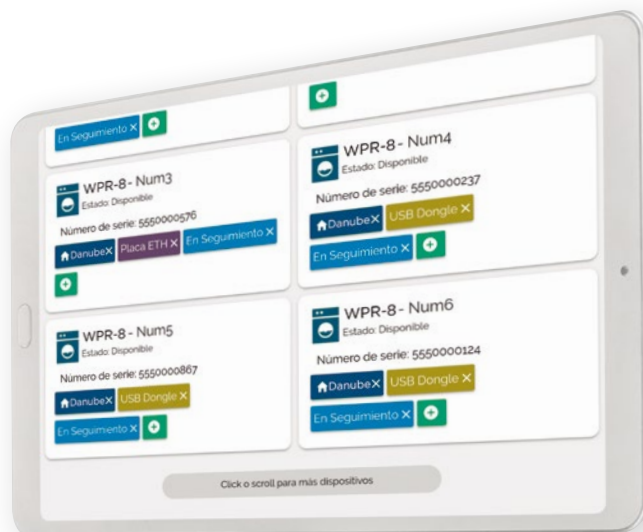 En Seguimiento ×
WPR-8 - Num3
Estado: Disponible
Número de serie: 5550000576
Danube× Placa ETH × En Seguimiento ×
WPR-8 - Num4
Estado: Disponible
Número de serie: 5550000237
Danube× USB Dongle ×
En Seguimiento ×
WPR-8 - Num5
Estado: Disponible
Número de serie: 5550000867
Danube× USB Dongle ×
En Seguimiento ×
WPR-8 - Num6
Estado: Disponible
Número de serie: 5550000124
Danube× USB Dongle ×
En Seguimiento ×
Click o scroll para más dispositivos